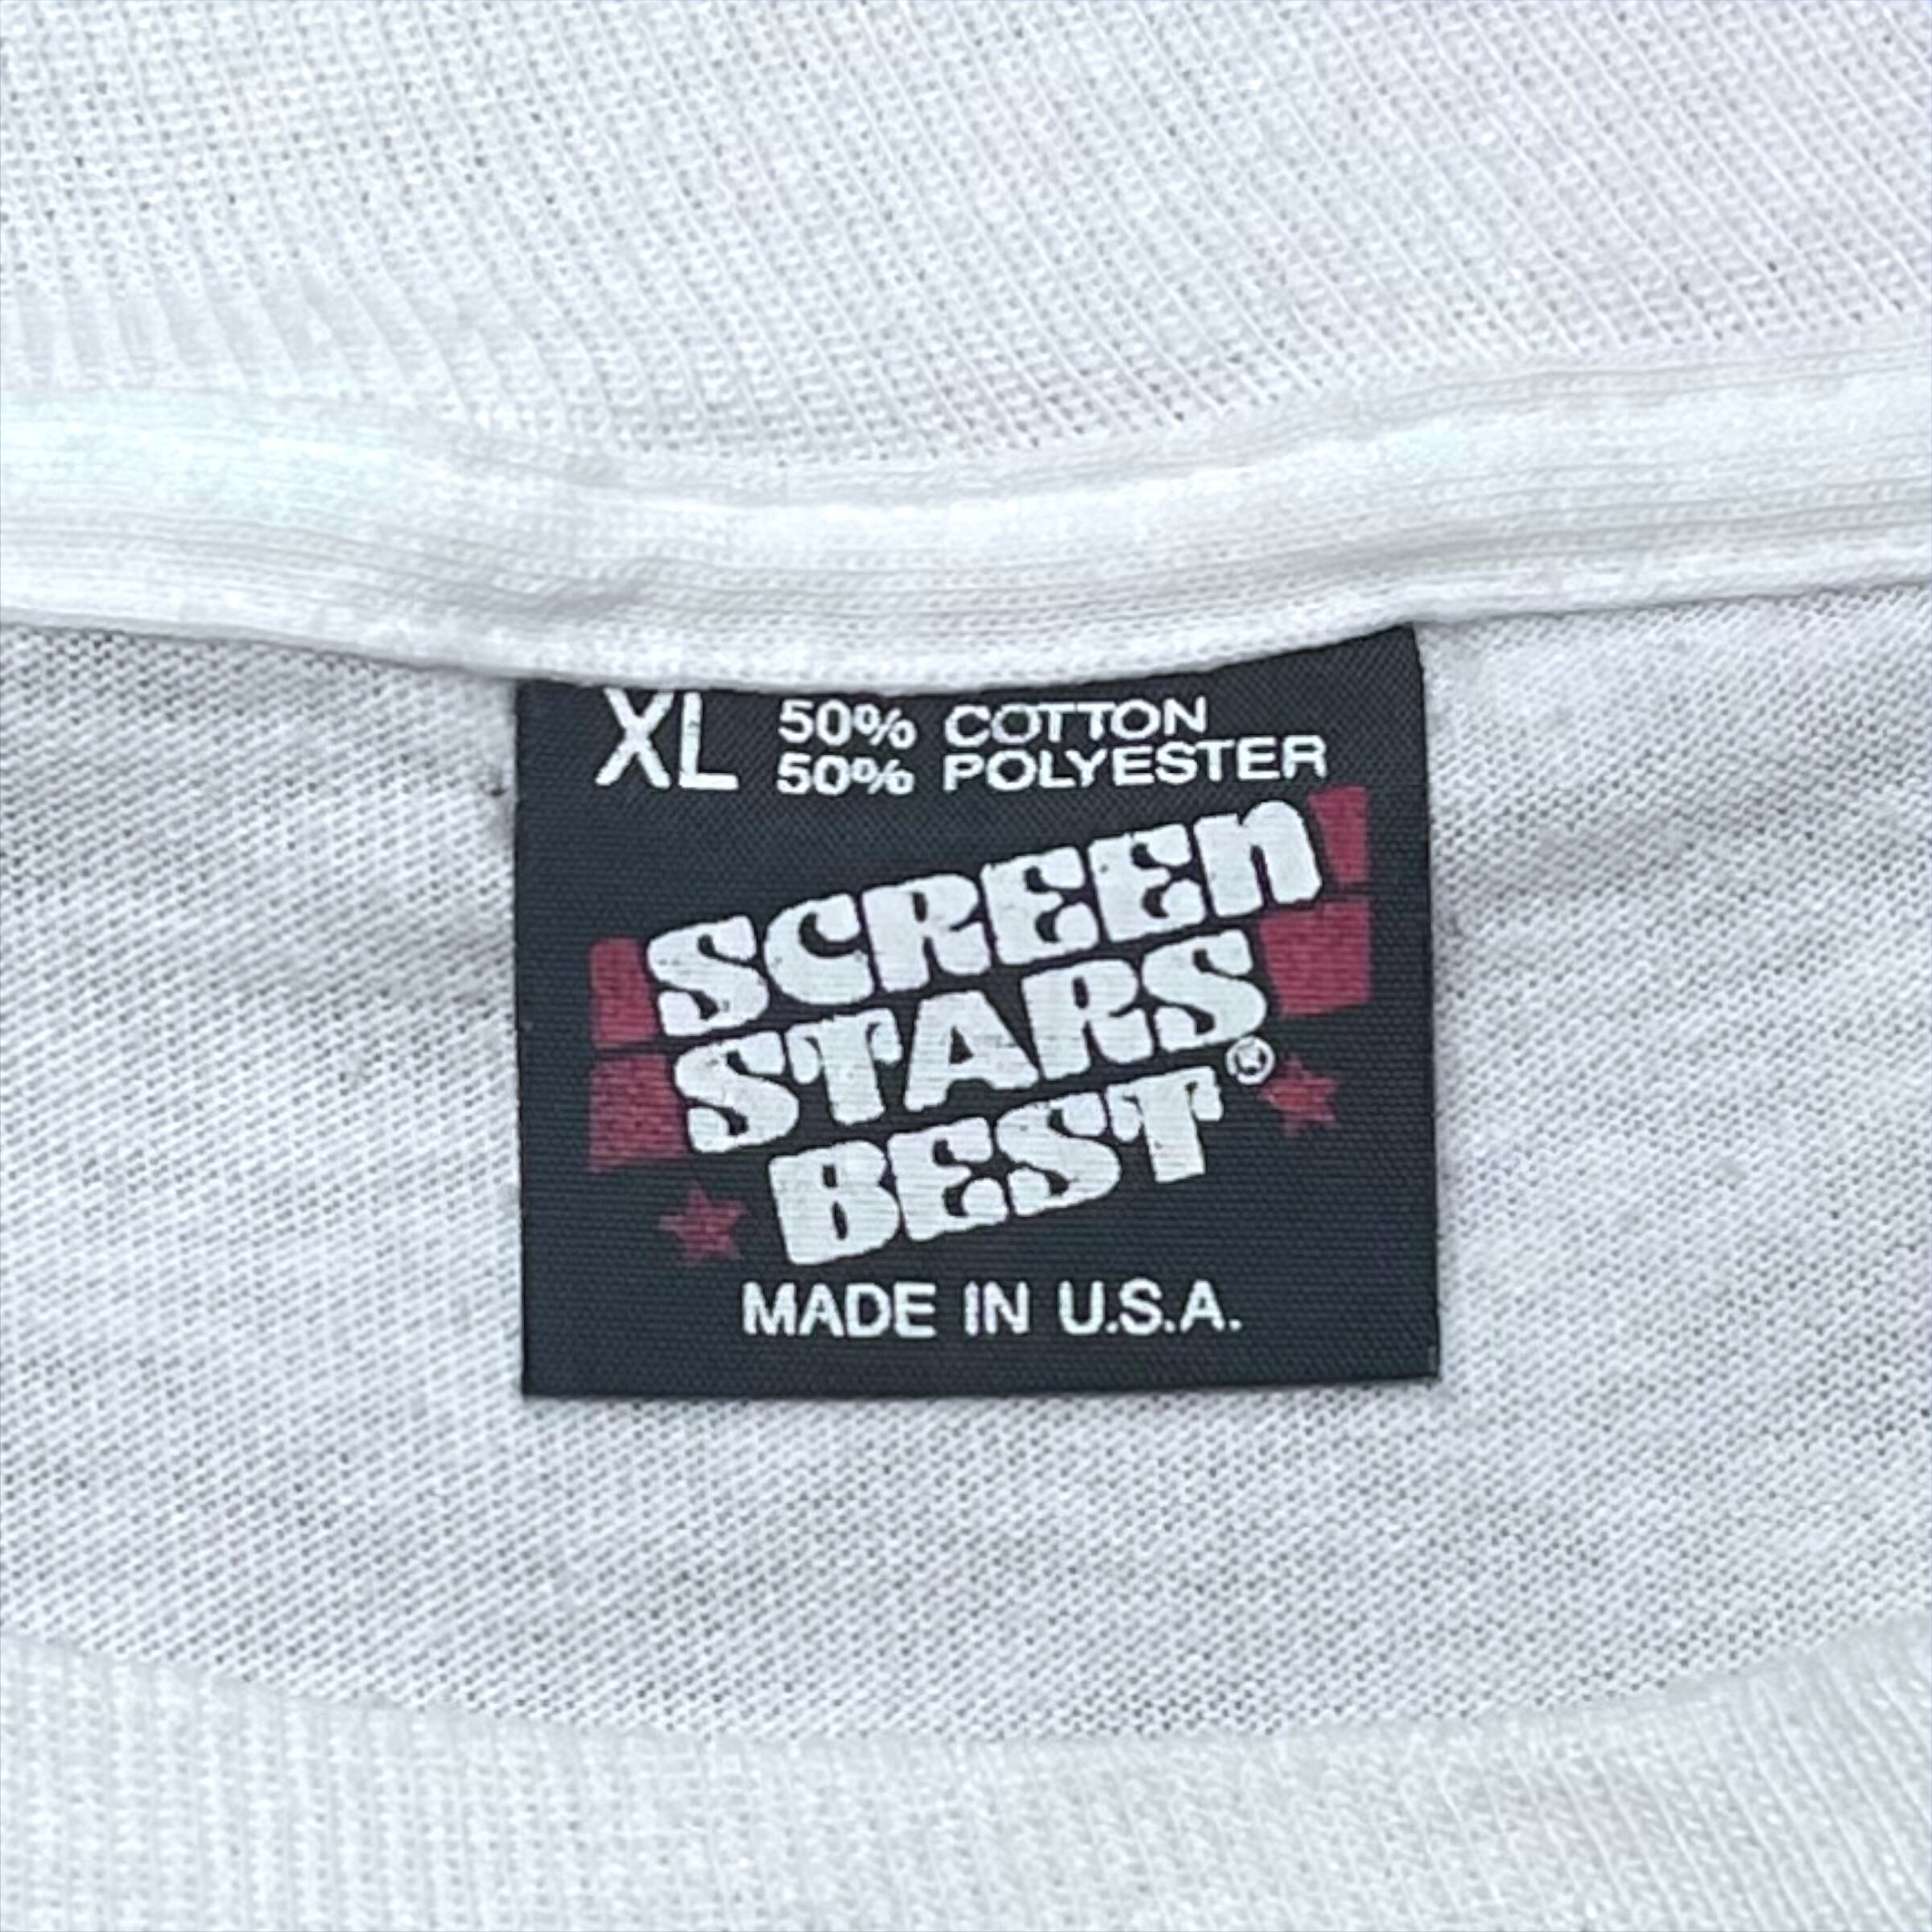 XL 50% COTTON
50% POLYESTER
SCREEN
STARS
BEST®
MADE IN U.S.A.